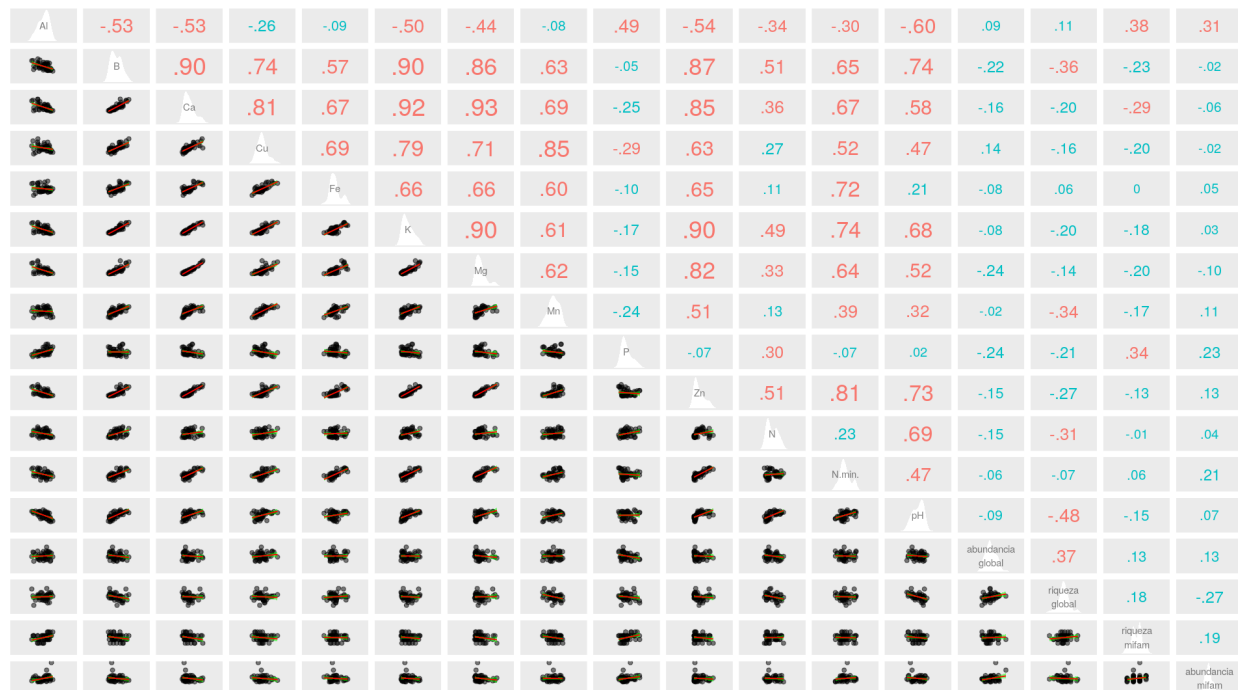 Al -.53 -.53 -.26 -.09 -.50 -.44 -.08 .49 -.54 -.34 -.30 -.60 .09 .11 .38 .31
B .90 .74 .57 .90 .86 .63 -.05 .87 .51 .65 .74 -.22 -.36 -.23 -.02
Ca .81 .67 .92 .93 .69 -.25 .85 .36 .67 .58 -.16 -.20 -.29 -.06
Cu .69 .79 .71 .85 -.29 .63 .27 .52 .47 .14 -.16 -.20 -.02
Fe .66 .66 .60 -.10 .65 .11 .72 .21 -.08 .06 0 .05
K .90 .61 -.17 .90 .49 .74 .68 -.08 -.20 -.18 .03
Mg .62 -.15 .82 .33 .64 .52 -.24 -.14 -.20 -.10
Mn -.24 .51 .13 .39 .32 -.02 -.34 -.17 .11
P -.07 .30 -.07 .02 -.24 -.21 .34 .23
Zn .51 .81 .73 -.15 -.27 -.13 .13
N .23 .69 -.15 -.31 -.01 .04
N.min. .47 -.06 -.07 .06 .21
pH -.09 -.48 -.15 .07
abundancia
global .37 .13 .13
riqueza
global .18 -.27
riqueza
mifam .19
abundancia
mifam